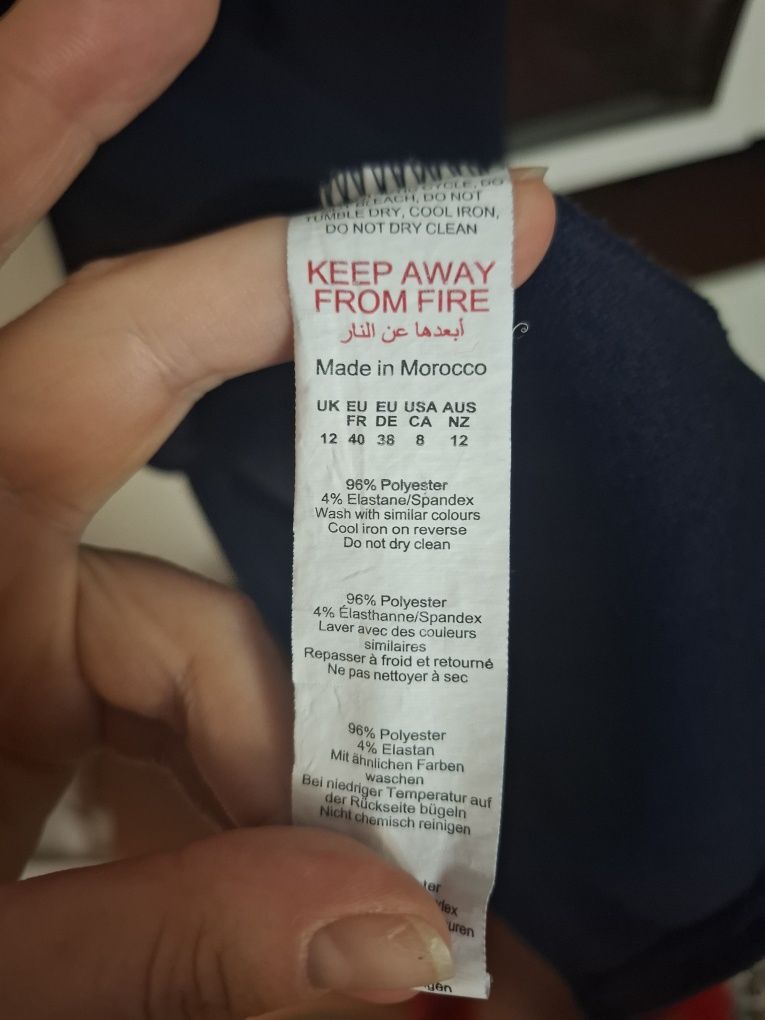 CYCLE, DO
BLEACH, DO NOT
TUMBLE DRY, COOL IRON,
DO NOT DRY CLEAN
KEEP AWAY
FROM FIRE
أبعدها عن النار
Made in Morocco
UK EU EU USA AUS
FR DE CA NZ
12 40 38 8 12
96% Polyester
4% Elastane/Spandex
Wash with similar colours
Cool iron on reverse
Do not dry clean
96% Polyester
4% Élasthanne/Spandex
Laver avec des couleurs
similaires
Repasser à froid et retourné
Ne pas nettoyer à sec
96% Polyester
4% Elastan
Mit ähnlichen Farben
waschen
Bei niedriger Temperatur auf
der Rückseite bügeln
Nicht chemisch reinigen